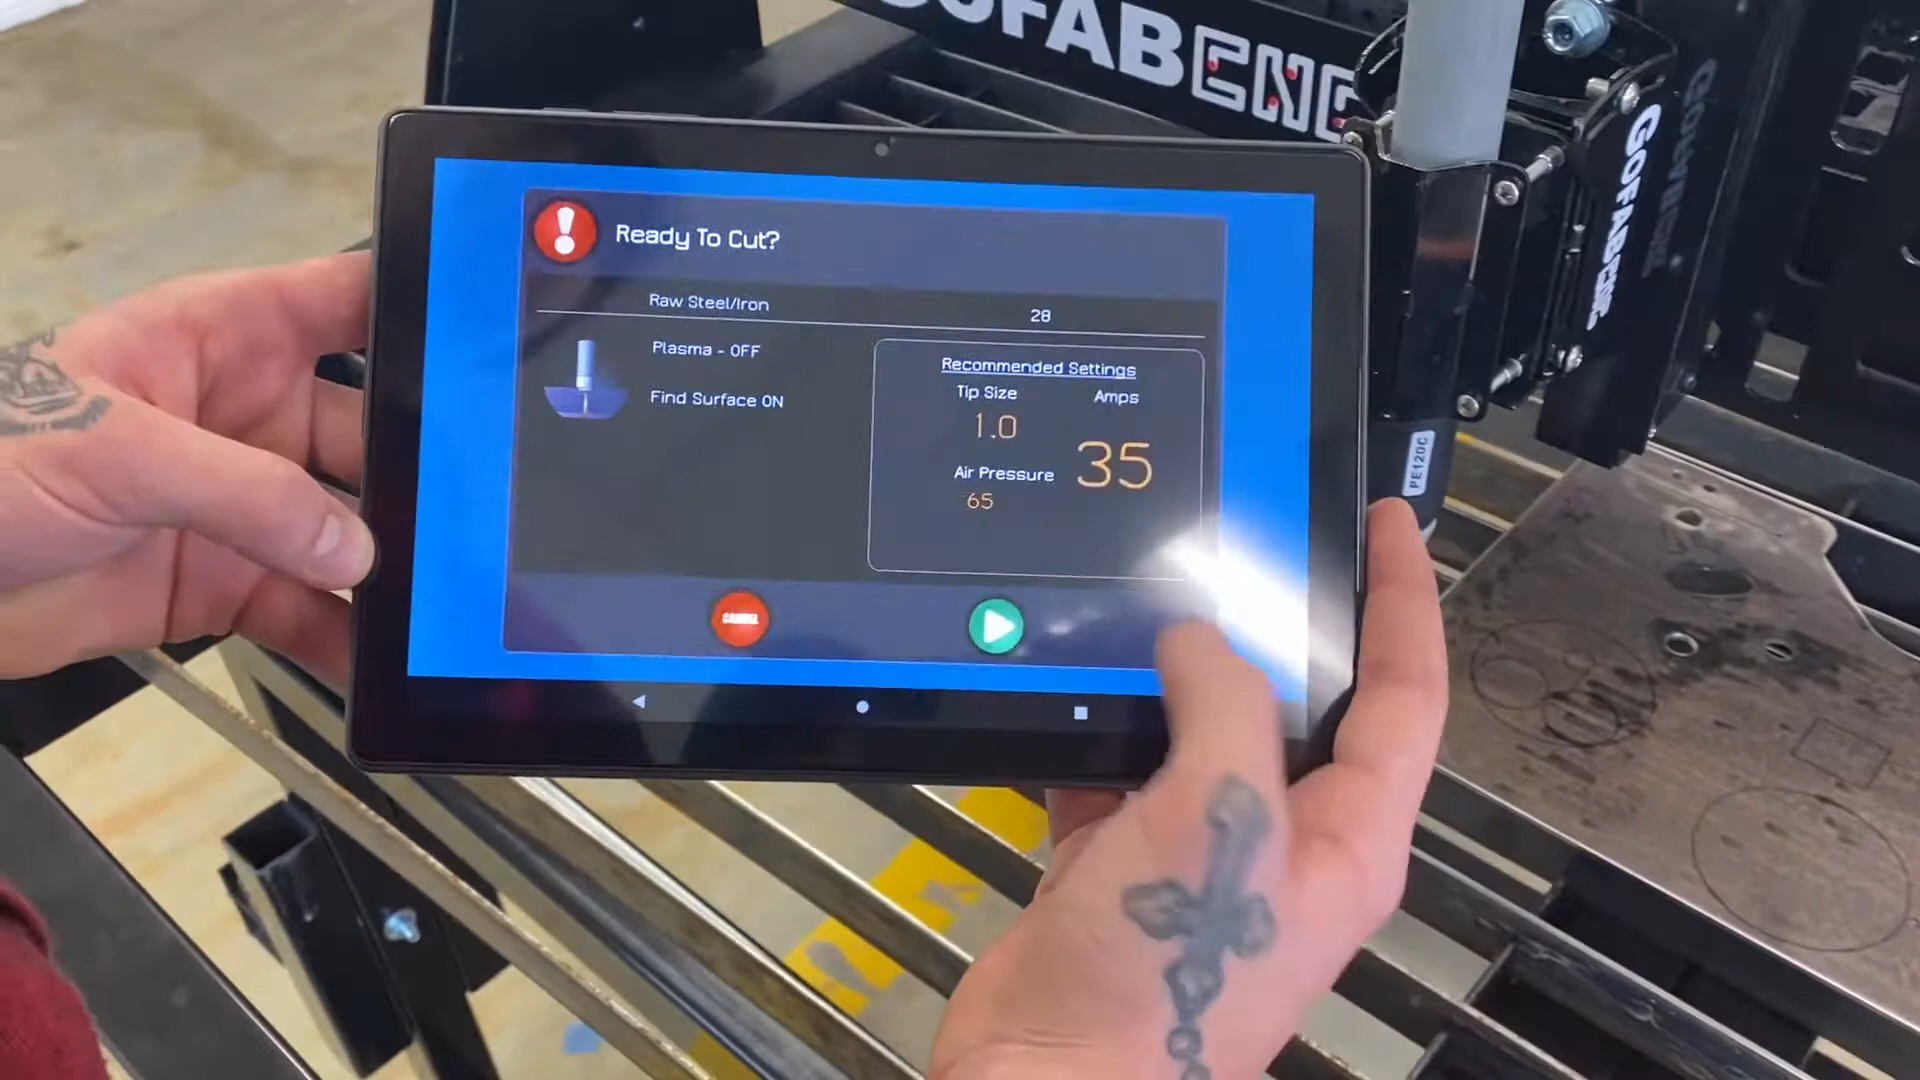 GOFABCNC
Ready To Cut?
Raw Steel/Iron 28
Plasma - OFF
Find Surface ON
Recommended Settings
Tip Size
Amps
1.0
35
Air Pressure
65
CANCEL
GOFABCNC
PE120C